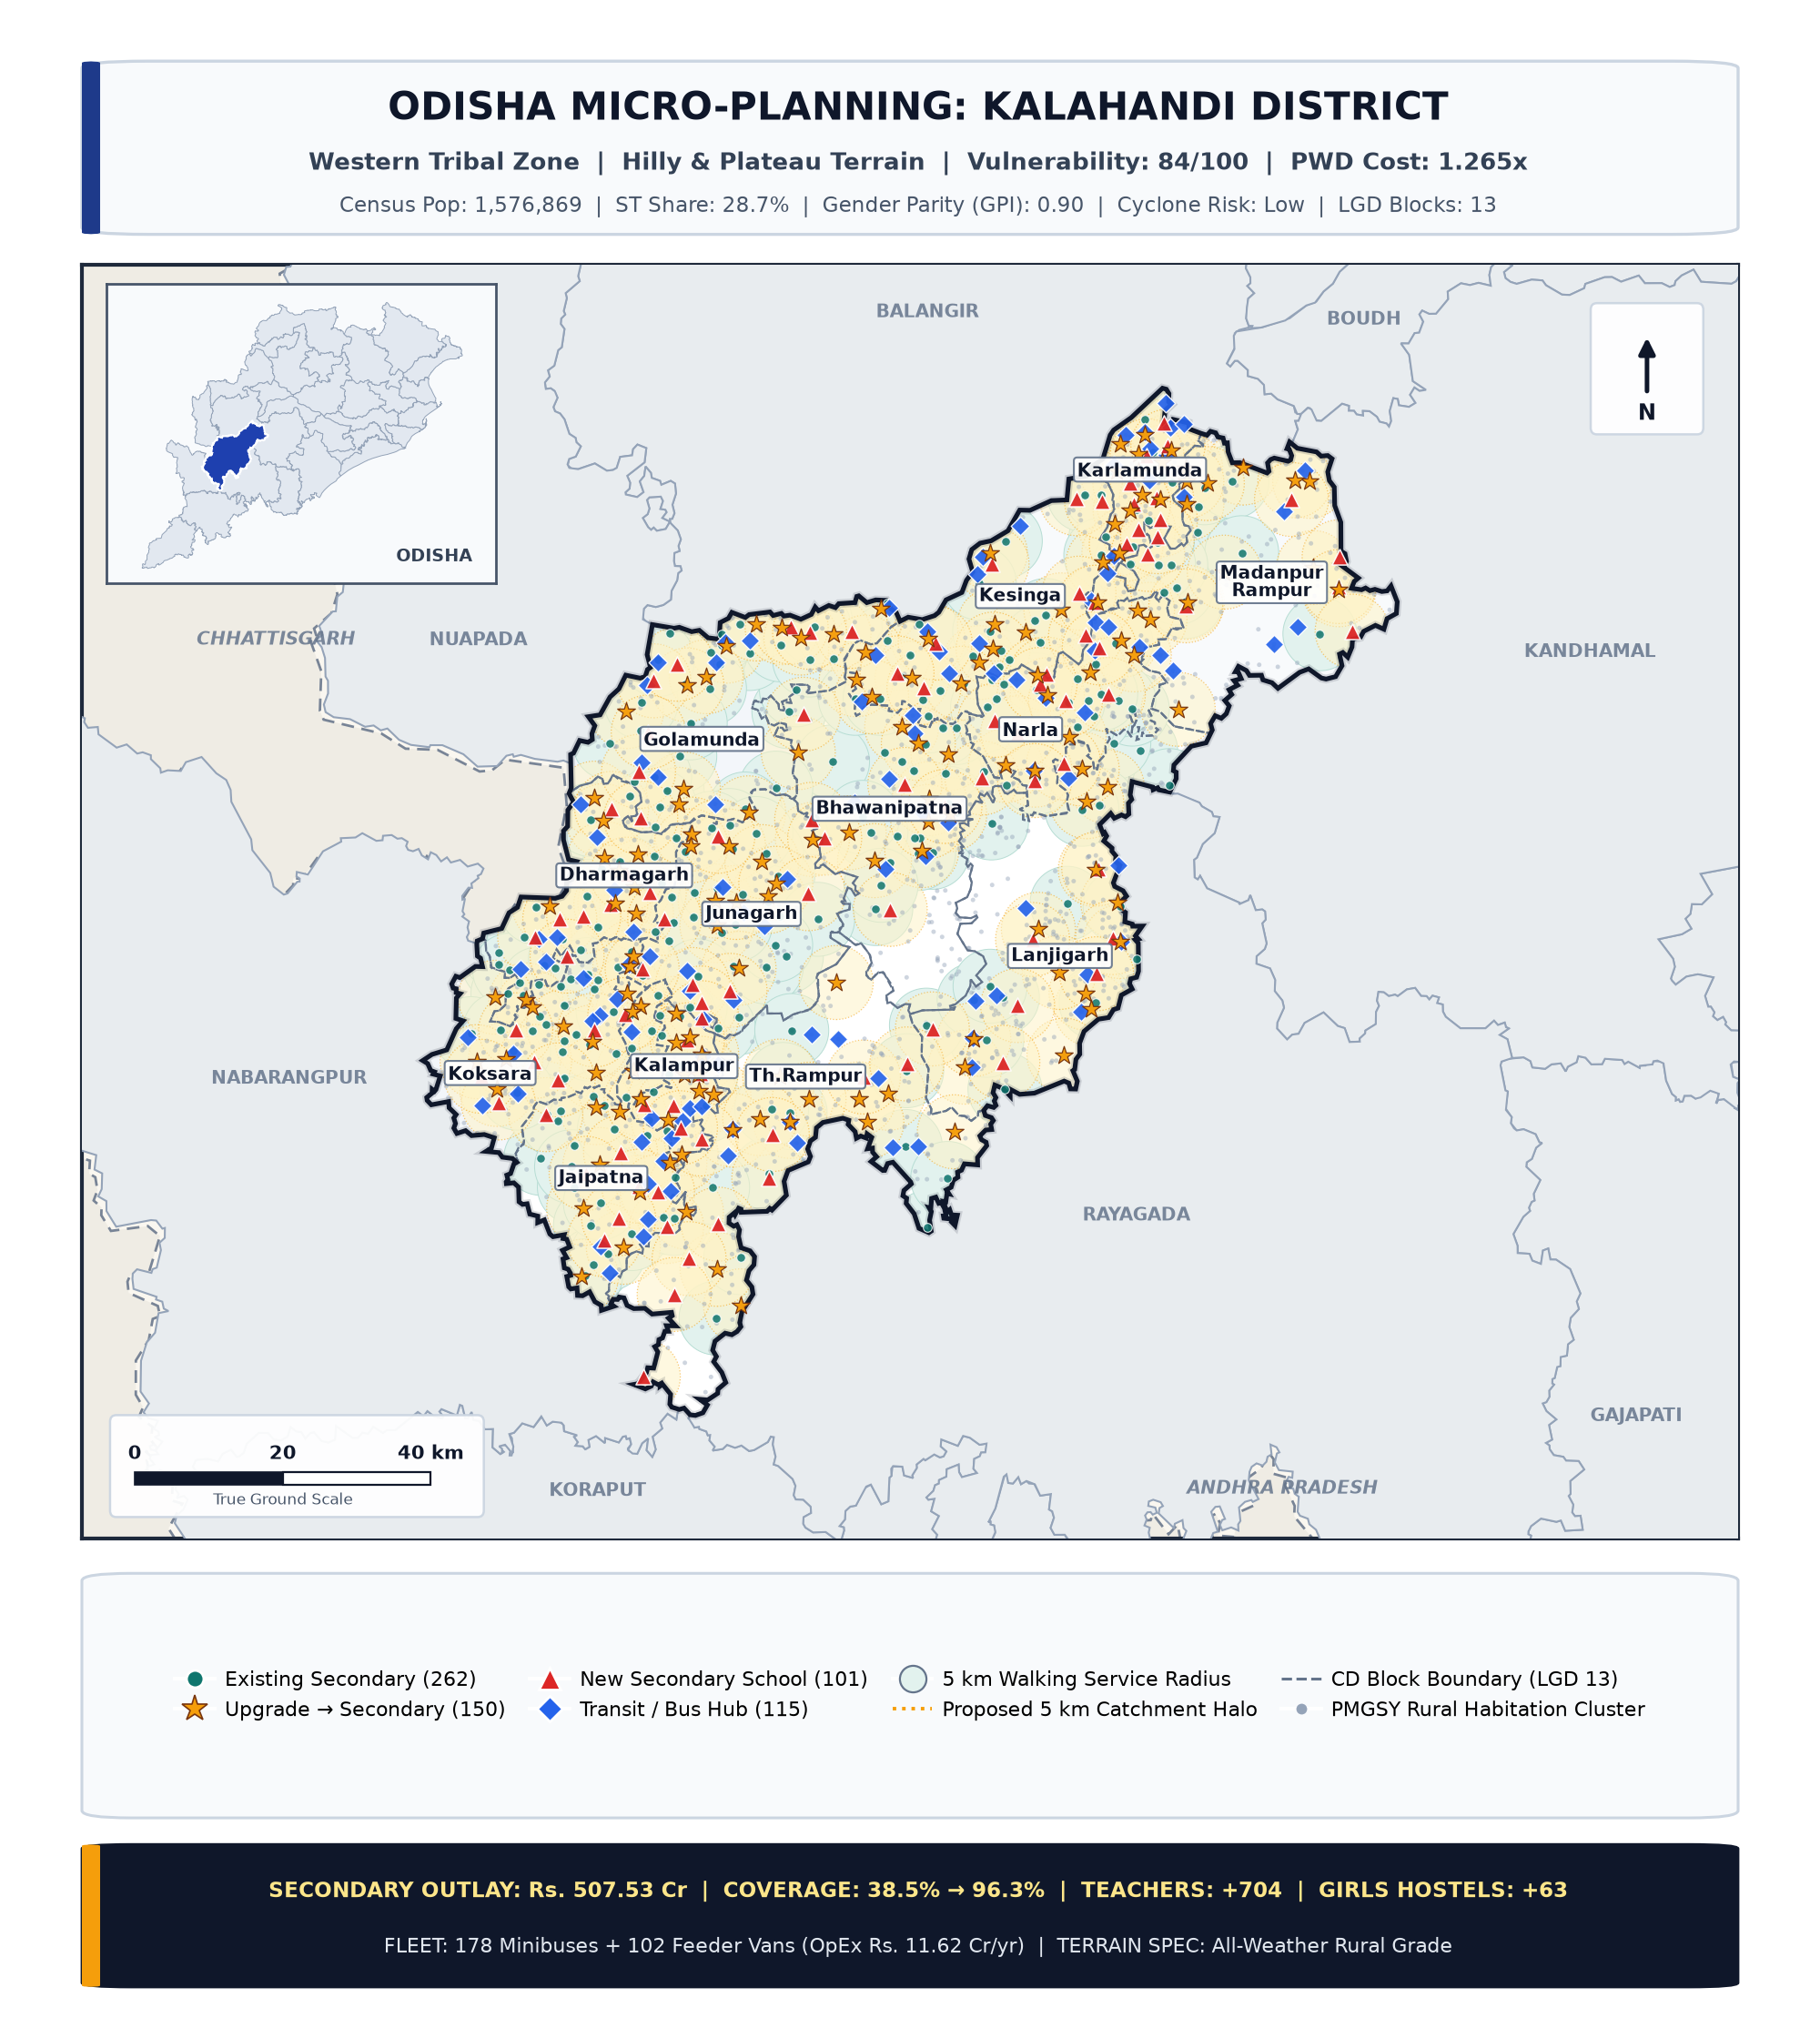 ODISHA MICRO-PLANNING: KALAHANDI DISTRICT
Western Tribal Zone | Hilly & Plateau Terrain | Vulnerability: 84/100 | PWD Cost: 1.265x
Census Pop: 1,576,869 | ST Share: 28.7% | Gender Parity (GPI): 0.90 | Cyclone Risk: Low | LGD Blocks: 13
BALANGIR
BOUDH
N
ODISHA
Karlamunda
Madanpur
Rampur
Kesinga
CHHATTISGARH
NUAPADA
KANDHAMAL
Narla
Golamunda
Bhawanipatna
Dharmagarh
Junagarh
Lanjigarh
Kalampur
Koksara
Th.Rampur
NABARANGPUR
Jaipatna
RAYAGADA
GAJAPATI
0 20 40 km
True Ground Scale
KORAPUT
ANDHRA PRADESH
Existing Secondary (262)
New Secondary School (101)
5 km Walking Service Radius
CD Block Boundary (LGD 13)
Upgrade → Secondary (150)
Transit / Bus Hub (115)
Proposed 5 km Catchment Halo
PMGSY Rural Habitation Cluster
SECONDARY OUTLAY: Rs. 507.53 Cr | COVERAGE: 38.5% → 96.3% | TEACHERS: +704 | GIRLS HOSTELS: +63
FLEET: 178 Minibuses + 102 Feeder Vans (OpEx Rs. 11.62 Cr/yr) | TERRAIN SPEC: All-Weather Rural Grade